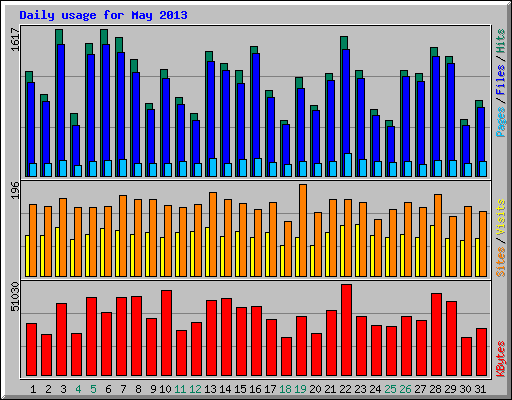 Daily usage for May 2013
1617
Pages / Files / Hits
196
Sites / Visits
51030
KBytes
1 2 3 4 5 6 7 8 9 10 11 12 13 14 15 16 17 18 19 20 21 22 23 24 25 26 27 28 29 30 31